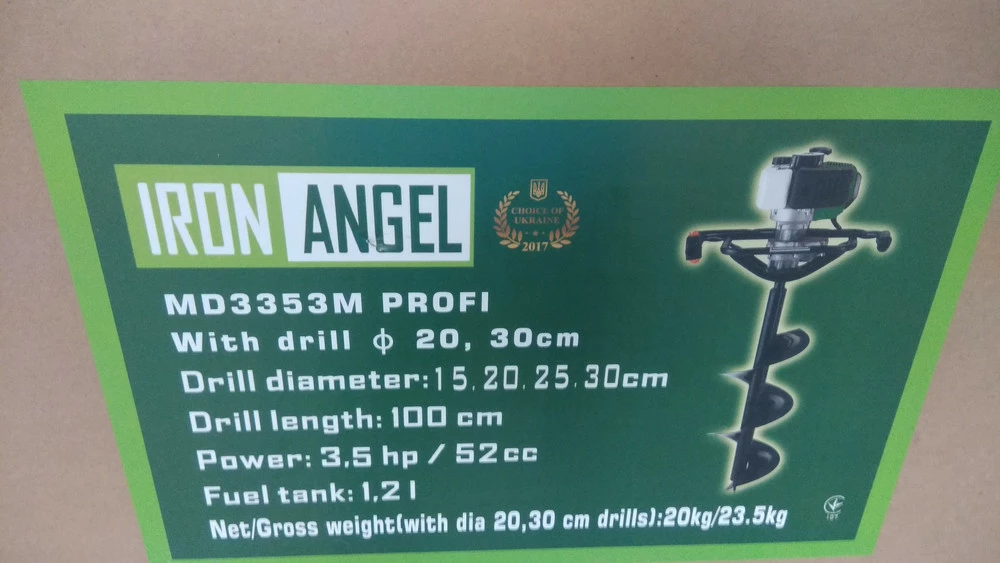 IRON ANGEL
CHOICE OF
UKRAINE
2017
MD3353M PROFI
With drill ϕ 20, 30cm
Drill diameter:15,20,25,30cm
Drill length: 100 cm
Power: 3,5 hp / 52cc
Fuel tank: 1,2 l
Net/Gross weight(with dia 20,30 cm drills):20kg/23.5kg